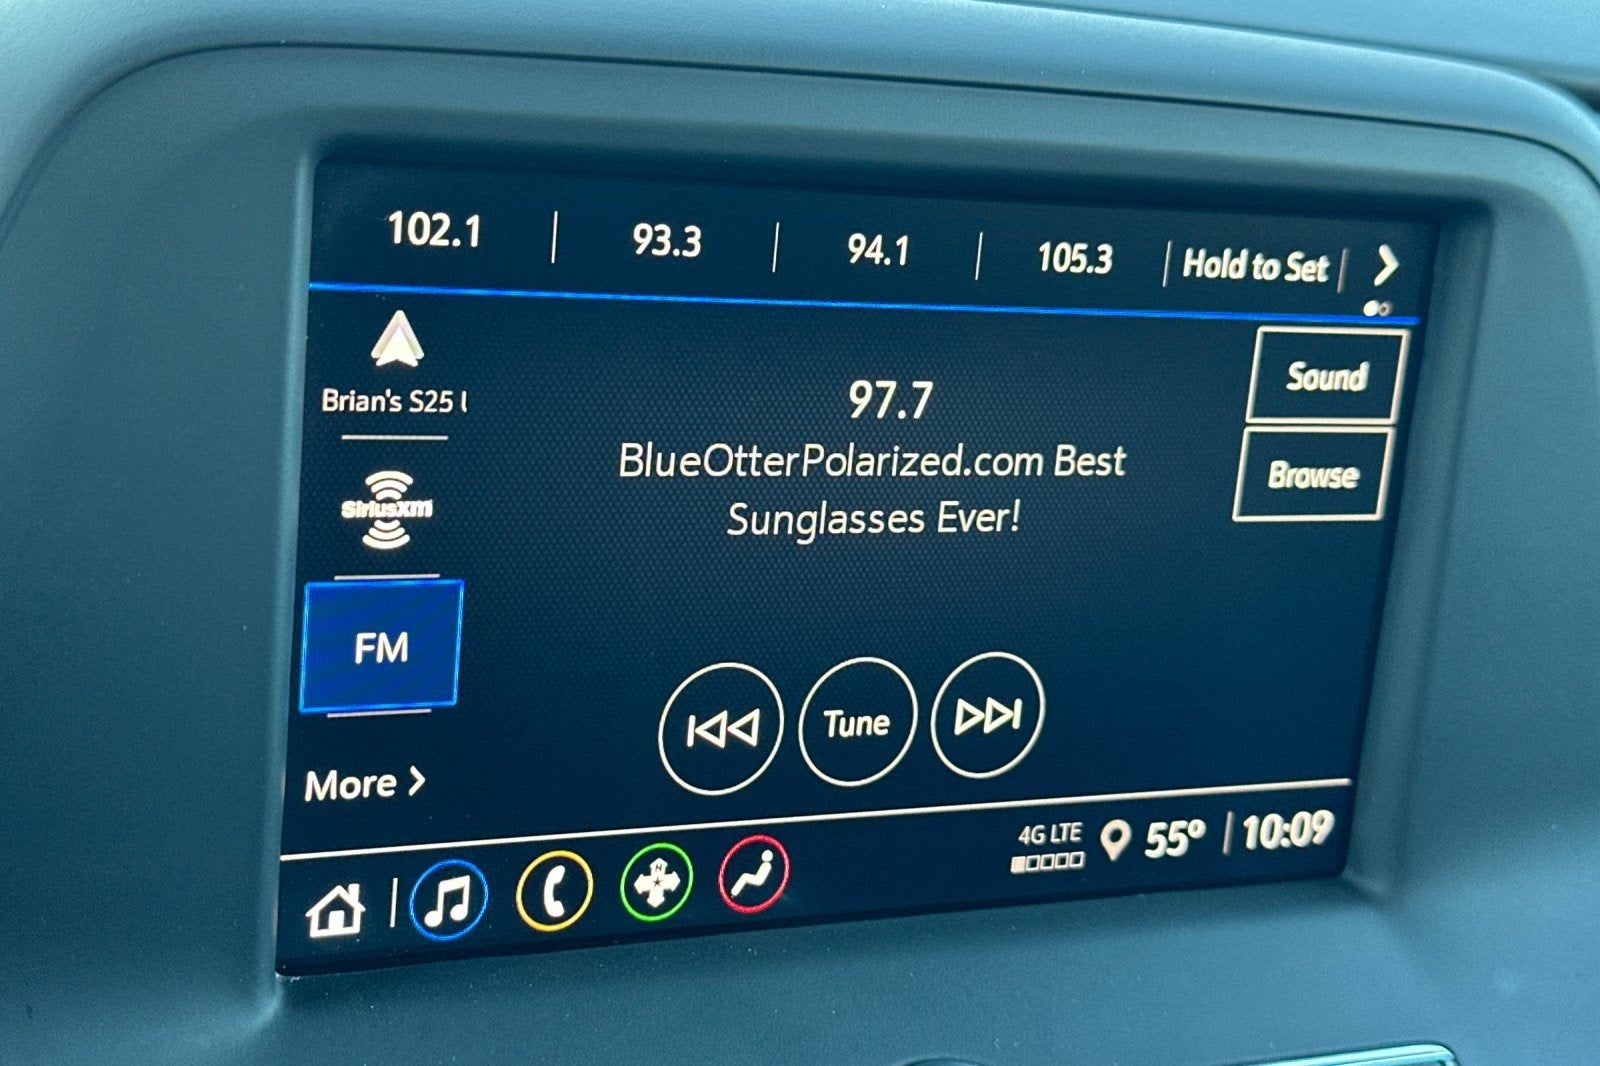 102.1 | 93.3 | 94.1 | 105.3 | Hold to Set |
Brian's S25 U
97.7
BlueOtterPolarized.com Best
Sunglasses Ever!
Sound
Browse
SiriusXM
FM
Tune
More
4G LTE
55° | 10:09
N